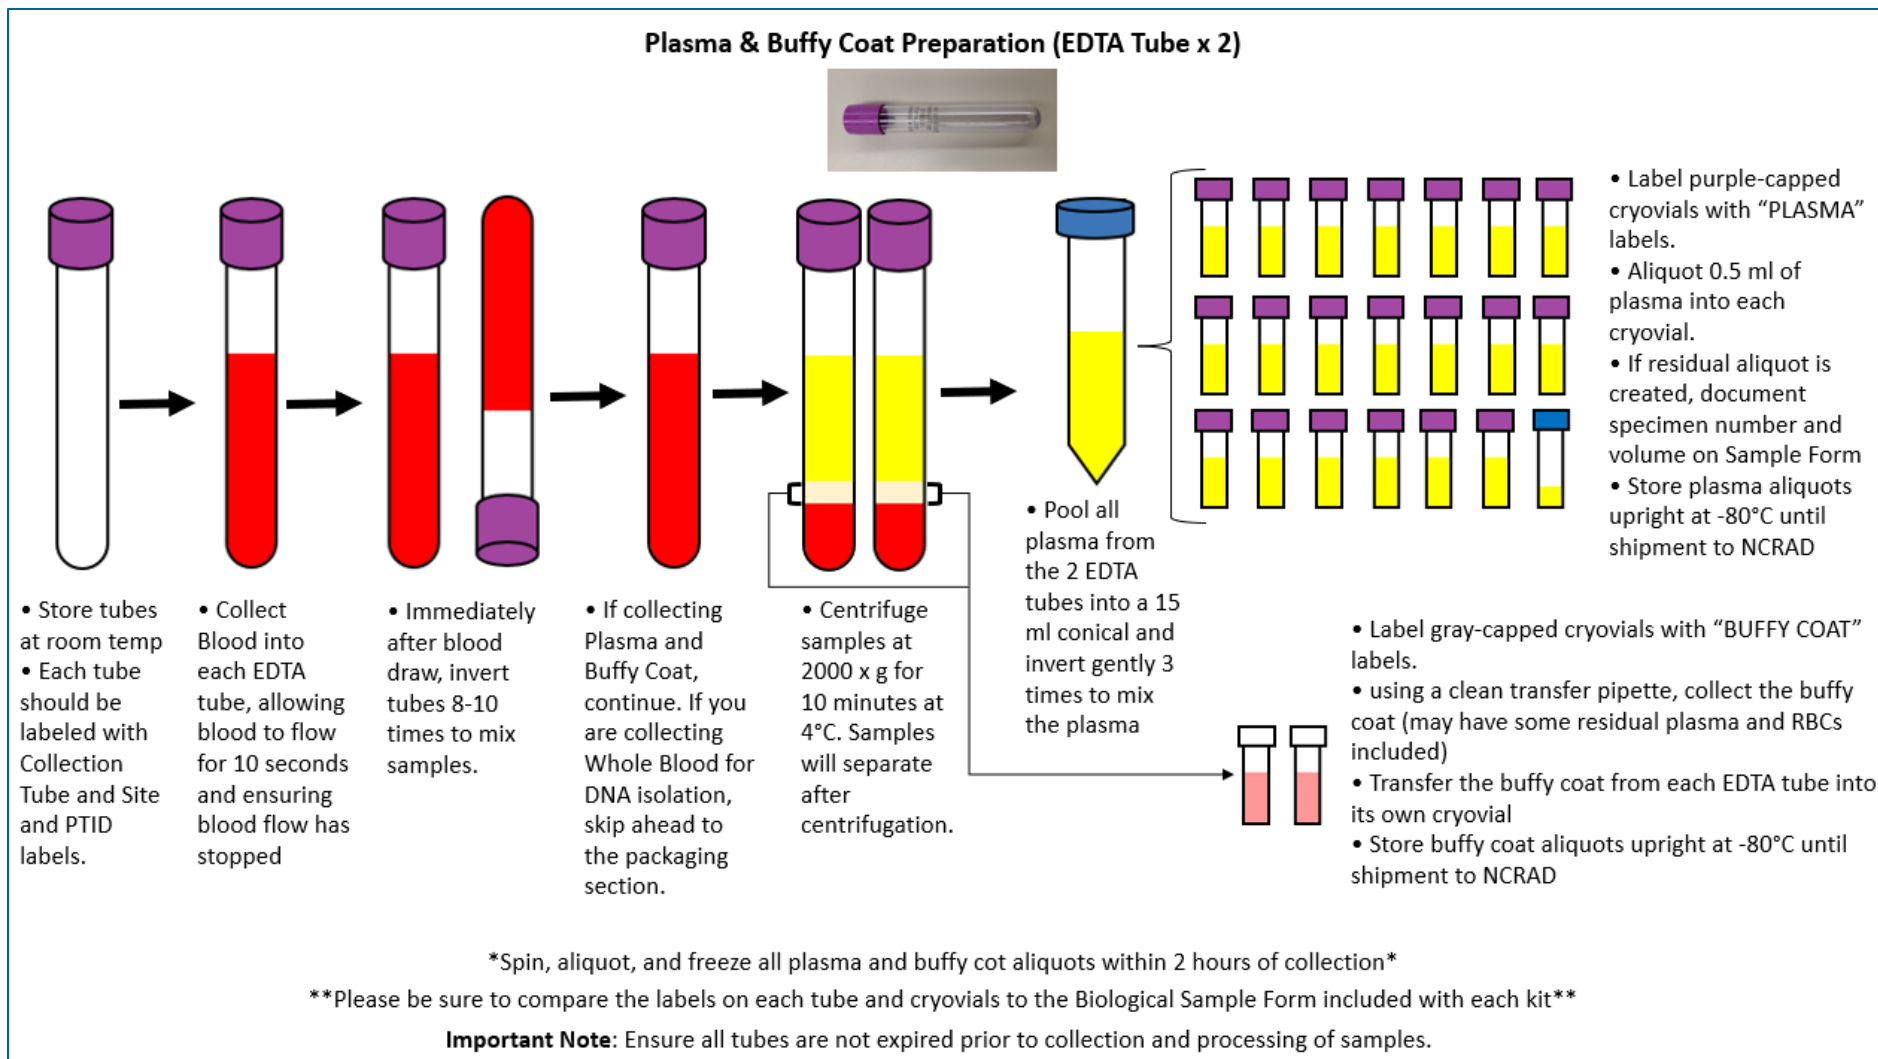 Plasma & Buffy Coat Preparation (EDTA Tube x 2)
• Store tubes
at room temp
• Each tube
should be
labeled with
Collection
Tube and Site
and PTID
labels.
• Collect
Blood into
each EDTA
tube, allowing
blood to flow
for 10 seconds
and ensuring
blood flow has
stopped
• Immediately
after blood
draw, invert
tubes 8-10
times to mix
samples.
• If collecting
Plasma and
Buffy Coat,
continue. If you
are collecting
Whole Blood for
DNA isolation,
skip ahead to
the packaging
section.
• Centrifuge
samples at
2000 x g for
10 minutes at
4°C. Samples
will separate
after
centrifugation.
• Pool all
plasma from
the 2 EDTA
tubes into a 15
ml conical and
invert gently 3
times to mix
the plasma
• Label purple-capped
cryovials with “PLASMA”
labels.
• Aliquot 0.5 ml of
plasma into each
cryovial.
• If residual aliquot is
created, document
specimen number and
volume on Sample Form
• Store plasma aliquots
upright at -80°C until
shipment to NCRAD
• Label gray-capped cryovials with “BUFFY COAT”
labels.
• using a clean transfer pipette, collect the buffy
coat (may have some residual plasma and RBCs
included)
• Transfer the buffy coat from each EDTA tube into
its own cryovial
• Store buffy coat aliquots upright at -80°C until
shipment to NCRAD
*Spin, aliquot, and freeze all plasma and buffy cot aliquots within 2 hours of collection*
**Please be sure to compare the labels on each tube and cryovials to the Biological Sample Form included with each kit**
Important Note: Ensure all tubes are not expired prior to collection and processing of samples.